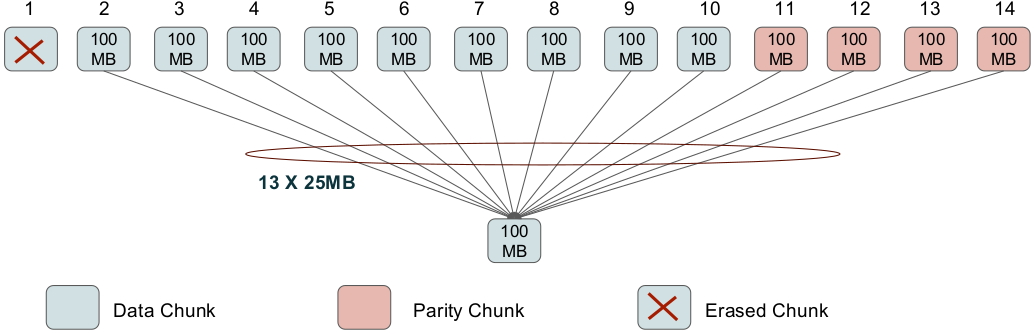 1 2 3 4 5 6 7 8 9 10 11 12 13 14
100 100 100 100 100 100 100 100 100 100 100 100 100
MB MB MB MB MB MB MB MB MB MB MB MB MB
13 X 25MB
100
MB
Data Chunk Parity Chunk Erased Chunk